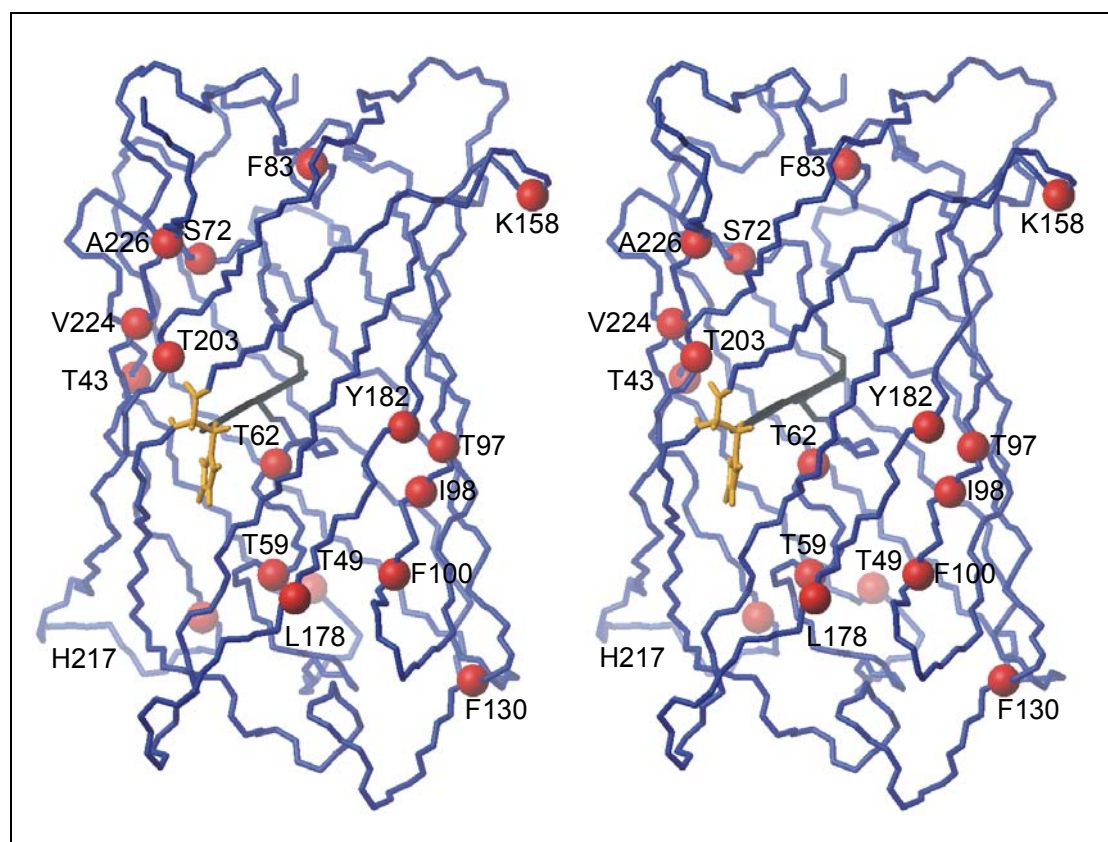 F83
K158
S72
A226
V224
T203
T43
Y182
T62
T97
I98
T59
T49
F100
L178
H217
F130
F83
K158
S72
A226
V224
T203
T43
Y182
T62
T97
I98
T59
T49
F100
L178
H217
F130